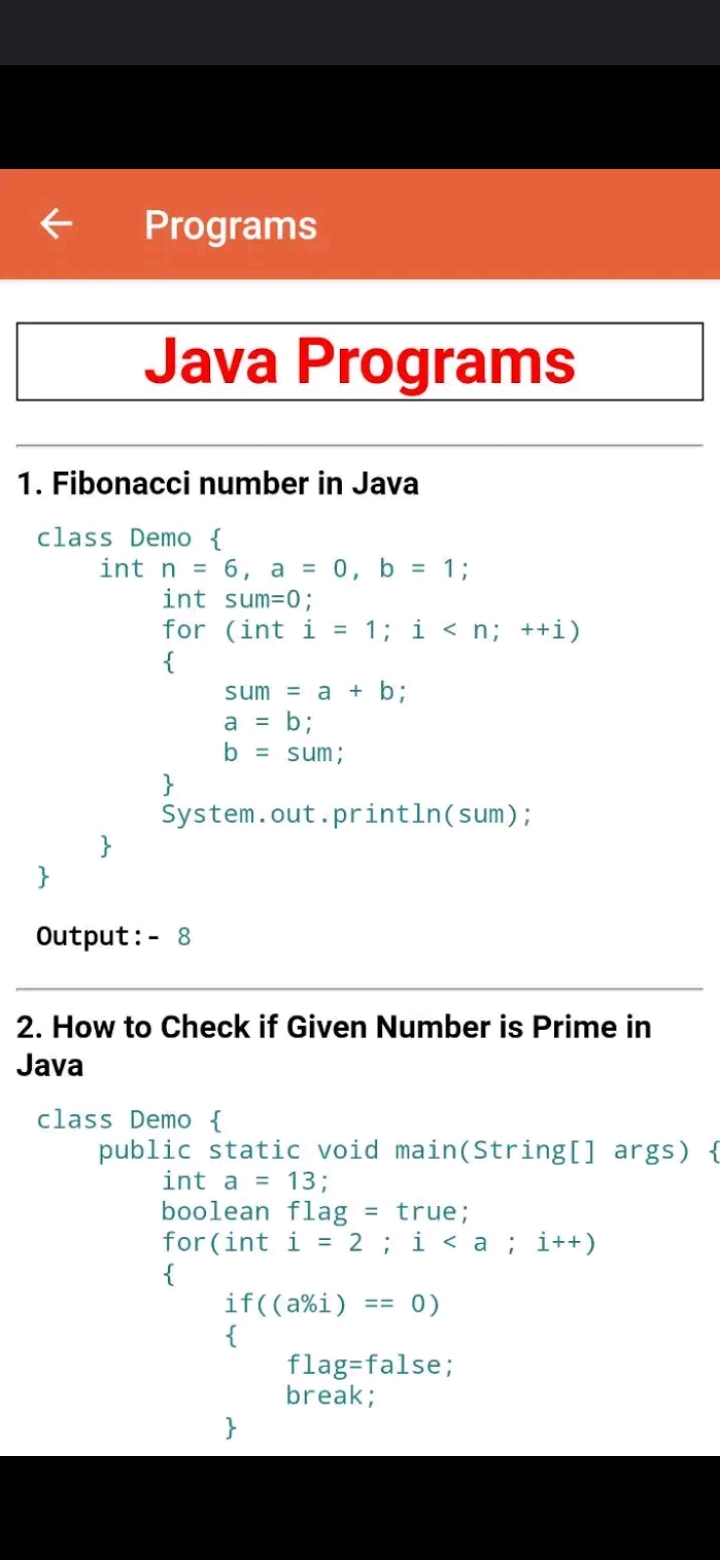 Programs
Java Programs
1. Fibonacci number in Java
class Demo {
    int n = 6, a = 0, b = 1;
        int sum=0;
        for (int i = 1; i < n; ++i)
        {
            sum = a + b;
            a = b;
            b = sum;
        }
        System.out.println(sum);
    }
}
Output:- 8
2. How to Check if Given Number is Prime in
Java
class Demo {
    public static void main(String[] args) {
        int a = 13;
        boolean flag = true;
        for(int i = 2 ; i < a ; i++)
        {
            if((a%i) == 0)
            {
                flag=false;
                break;
            }